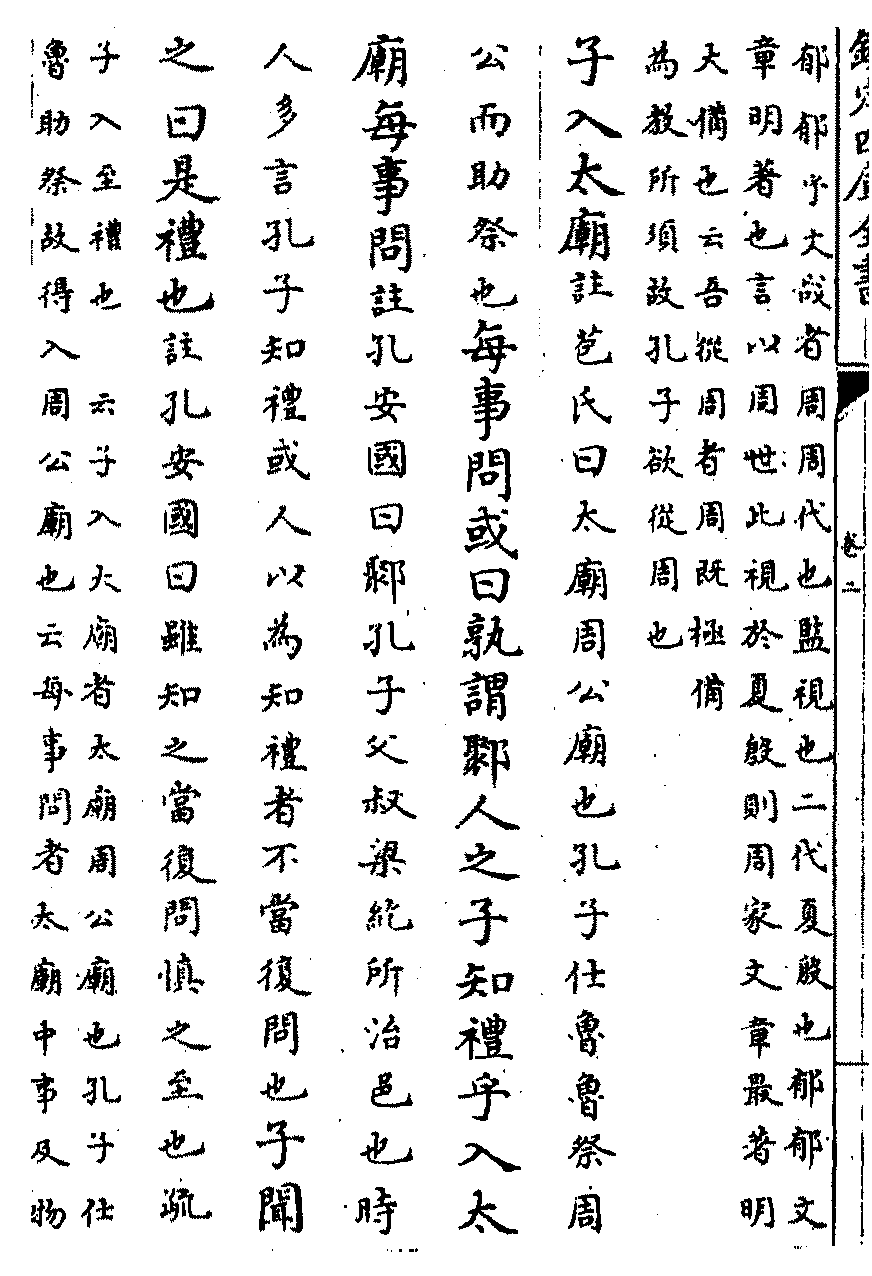 欽定四庫全書
卷二
郁郁乎文哉者周周代也監視也二代夏殷也郁郁文
章明著也言以周世此視於夏殷則周家文章最著明
大備也云吾從周者周既極備
為教所須故孔子欲從周也
子入太廟註苞氏曰太廟周公廟也孔子仕魯魯祭周
公而助祭也每事問或曰孰謂鄹人之子知禮乎入太
廟每事問註孔安國曰鄹孔子父叔梁紇所治邑也時
人多言孔子知禮或人以為知禮者不當復問也子聞
之曰是禮也註孔安國曰雖知之當復問慎之至也疏
子入至禮也 云子入大廟者太廟周公廟也孔子仕
魯助祭故得入周公廟也云每事問者太廟中事及物